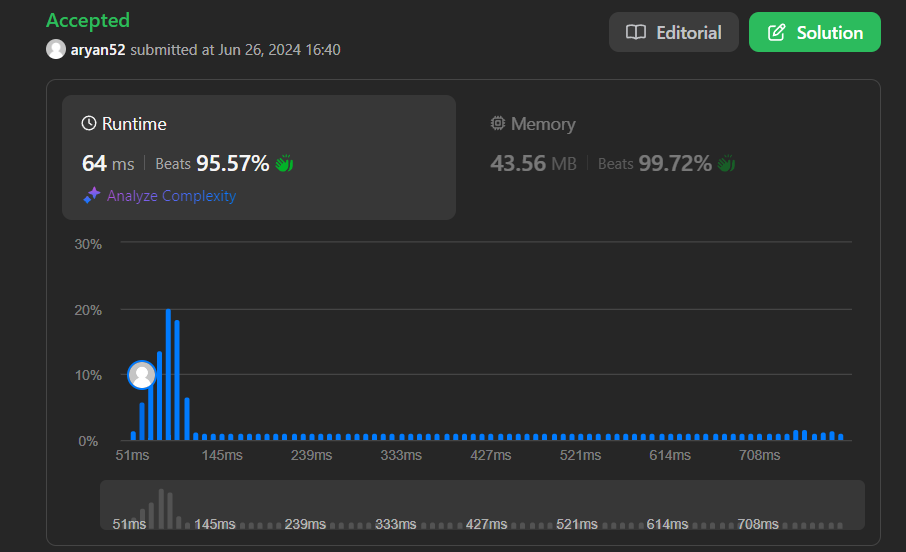 Accepted
aryan52 submitted at Jun 26, 2024 16:40
Editorial
Solution
Runtime
64 ms Beats 95.57%
Analyze Complexity
Memory
43.56 MB Beats 99.72%
30%
20%
10%
0%
51ms 145ms 239ms 333ms 427ms 521ms 614ms 708ms
51ms 145ms 239ms 333ms 427ms 521ms 614ms 708ms